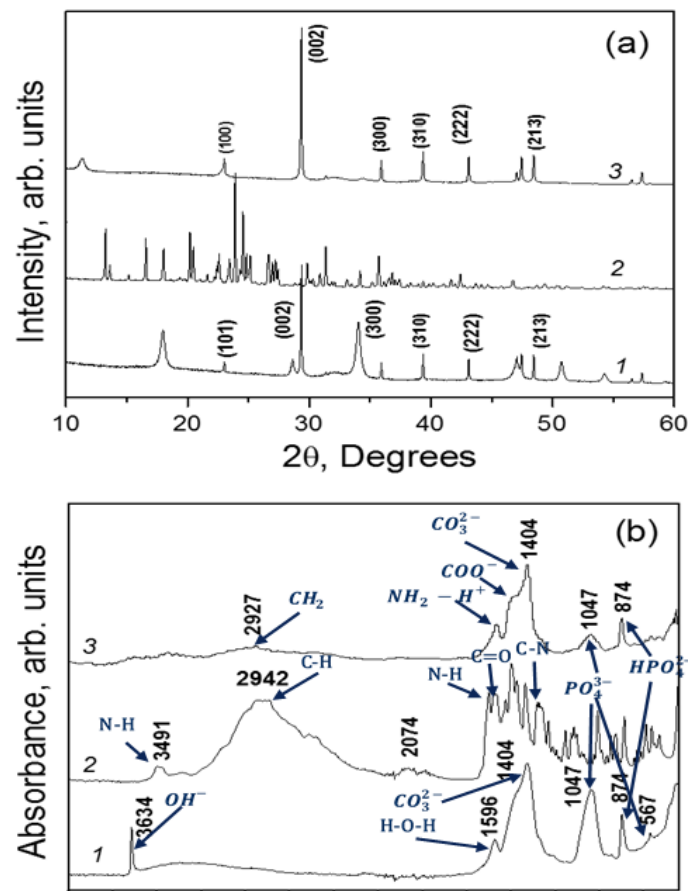 (a)
Intensity, arb. units
(100)
(002)
(300)
(310)
(222)
(213)
3
2
(101)
(002)
(300)
(310)
(222)
(213)
1
10
20
30
40
50
60
2θ, Degrees
(b)
Absorbance, arb. units
CO₃²⁻
1404
COO⁻
NH₂ − H⁺
1047
874
CH₂
2927
3
C-H
2942
N-H
C=O
C-N
PO₄³⁻
HPO₄²⁻
N-H
3491
2074
2
OH⁻
3634
1404
CO₃²⁻
1596
H-O-H
1047
874
567
1